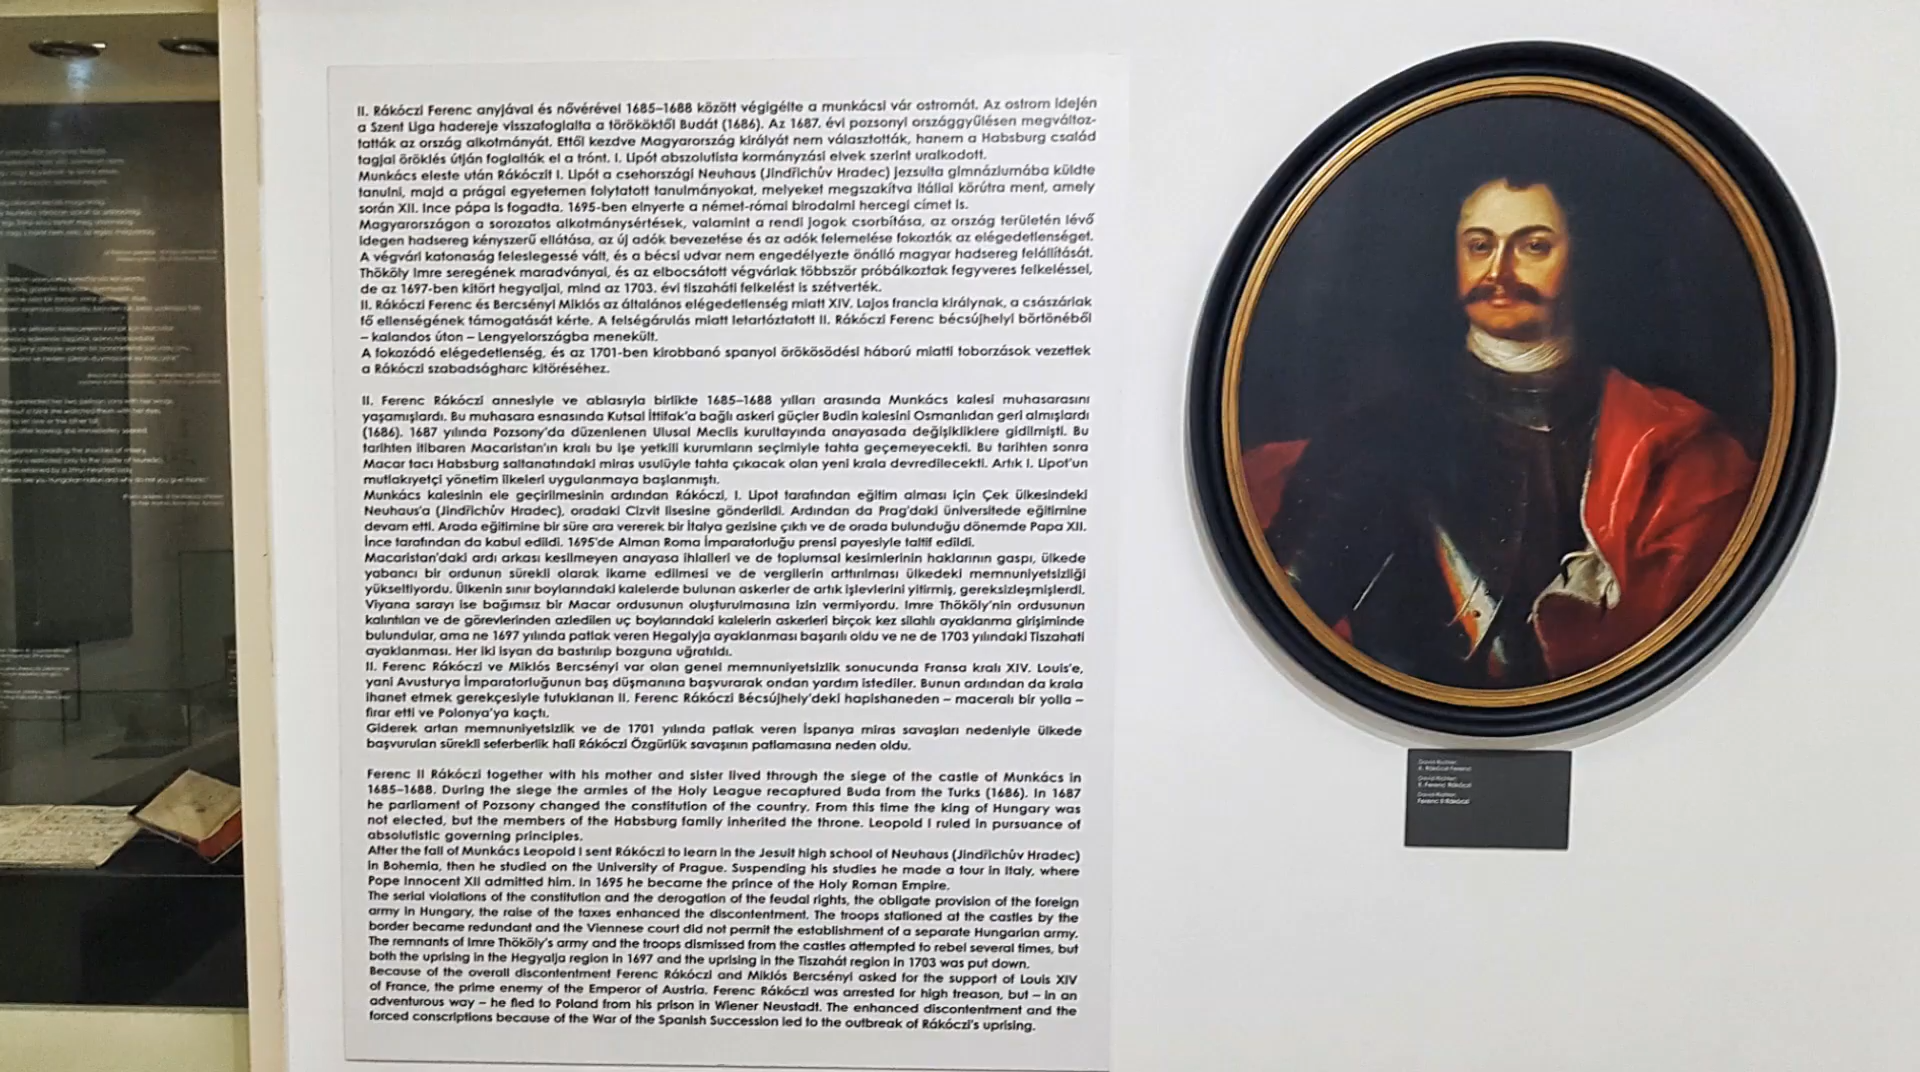 II. Rákóczi Ferenc anyjával és nővérével 1685–1688 között végigélte a munkácsi vár ostromát. Az ostrom idején
a Szent Liga hadereje visszafoglalta a törököktől Budát (1686). Az 1687. évi pozsonyi országgyűlésen megváltoz-
tatták az ország alkotmányát. Ettől kezdve Magyarország királyát nem választották, hanem a Habsburg család
tagjai öröklés útján foglalták el a trónt. I. Lipót abszolutista kormányzási elvek szerint uralkodott.
Munkács eleste után Rákóczit I. Lipót a csehországi Neuhaus (Jindřichův Hradec) jezsuita gimnáziumába küldte
tanulni, majd a prágai egyetemen folytatott tanulmányokat, melyeket megszakítva itáliai körútra ment, amely
során XII. Ince pápa is fogadta. 1695-ben elnyerte a német-római birodalmi hercegi címet is.
Magyarországon a sorozatos alkotmánysértések, valamint a rendi jogok csorbítása, az ország területén lévő
idegen hadsereg kényszerű ellátása, az új adók bevezetése és az adók felemelése fokozták az elégedetlenséget.
A végvári katonaság feleslegessé vált, és a bécsi udvar nem engedélyezte önálló magyar hadsereg felállítását.
Thököly Imre seregének maradványai, és az elbocsátott végváriak többször próbálkoztak fegyveres felkeléssel,
de az 1697-ben kitört hegyaljai, mind az 1703. évi tiszaháti felkelést is szétverték.
II. Rákóczi Ferenc és Bercsényi Miklós az általános elégedetlenség miatt XIV. Lajos francia királynak, a császáriak
fő ellenségének támogatását kérte. A felségárulás miatt letartóztatott II. Rákóczi Ferenc bécsújhelyi börtönéből
– kalandos úton – Lengyelországba menekült.
A fokozódó elégedetlenség, és az 1701-ben kirobbanó spanyol örökösödési háború miatti toborzások vezettek
a Rákóczi szabadságharc kitöréséhez.
II. Ferenc Rákóczi annesiyle ve ablasıyla birlikte 1685–1688 yılları arasında Munkács kalesi muhasarasını
yaşamışlardı. Bu muhasara esnasında Kutsal İttifak'a bağlı askeri güçler Budin kalesini Osmanlıdan geri almışlardı
(1686). 1687 yılında Pozsony'da düzenlenen Ulusal Meclis kurultayında anayasada değişikliklere gidilmişti. Bu
tarihten itibaren Macaristan'ın kralı bu işe yetkili kurumların seçimiyle tahta geçemeyecekti. Bu tarihten sonra
Macar tacı Habsburg saltanatındaki miras usulüyle tahta çıkacak olan yeni krala devredilecekti. Artık I. Lipot'un
mutlakıyetçi yönetim ilkeleri uygulanmaya başlanmıştı.
Munkács kalesinin ele geçirilmesinin ardından Rákóczi, I. Lipot tarafından eğitim alması için Çek ülkesindeki
Neuhaus'a (Jindřichův Hradec), oradaki Cizvit lisesine gönderildi. Ardından da Prag'daki üniversitede eğitimine
devam etti. Arada eğitimine bir süre ara vererek bir İtalya gezisine çıktı ve de orada bulunduğu dönemde Papa XII.
İnce tarafından da kabul edildi. 1695'de Alman Roma İmparatorluğu prensi payesiyle taltif edildi.
Macaristan'daki ardı arkası kesilmeyen anayasa ihlalleri ve de toplumsal kesimlerinin haklarının gaspı, ülkede
yabancı bir ordunun sürekli olarak ikame edilmesi ve de vergilerin arttırılması ülkedeki memnuniyetsizliği
yükseltiyordu. Ülkenin sınır boylarındaki kalelerde bulunan askerler de artık işlevlerini yitirmiş, gereksizleşmişlerdi.
Viyana sarayı ise bağımsız bir Macar ordusunun oluşturulmasına izin vermiyordu. Imre Thököly'nin ordusunun
kalıntıları ve de görevlerinden azledilen uç boylarındaki kalelerin askerleri birçok kez silahlı ayaklanma girişiminde
bulundular, ama ne 1697 yılında patlak veren Hegalyja ayaklanması başarılı oldu ve ne de 1703 yılındaki Tiszahati
ayaklanması. Her iki isyan da bastırılıp bozguna uğratıldı.
II. Ferenc Rákóczi ve Miklós Bercsényi var olan genel memnuniyetsizlik sonucunda Fransa kralı XIV. Louis'e,
yani Avusturya İmparatorluğunun baş düşmanına başvurarak ondan yardım istediler. Bunun ardından da krala
ihanet etmek gerekçesiyle tutuklanan II. Ferenc Rákóczi Bécsújhely'deki hapishaneden – maceralı bir yolla –
firar etti ve Polonya'ya kaçtı.
Giderek artan memnuniyetsizlik ve de 1701 yılında patlak veren İspanya miras savaşları nedeniyle ülkede
başvurulan sürekli seferberlik hali Rákóczi Özgürlük savaşının patlamasına neden oldu.
Ferenc II Rákóczi together with his mother and sister lived through the siege of the castle of Munkács in
1685–1688. During the siege the armies of the Holy League recaptured Buda from the Turks (1686). In 1687
he parliament of Pozsony changed the constitution of the country. From this time the king of Hungary was
not elected, but the members of the Habsburg family inherited the throne. Leopold I ruled in pursuance of
absolutistic governing principles.
After the fall of Munkács Leopold I sent Rákóczi to learn in the Jesuit high school of Neuhaus (Jindřichův Hradec)
in Bohemia, then he studied on the University of Prague. Suspending his studies he made a tour in Italy, where
Pope Innocent XII admitted him. In 1695 he became the prince of the Holy Roman Empire.
The serial violations of the constitution and the derogation of the feudal rights, the obligate provision of the foreign
army in Hungary, the raise of the taxes enhanced the discontentment. The troops stationed at the castles by the
border became redundant and the Viennese court did not permit the establishment of a separate Hungarian army.
The remnants of Imre Thököly's army and the troops dismissed from the castles attempted to rebel several times, but
both the uprising in the Hegyalja region in 1697 and the uprising in the Tiszahát region in 1703 was put down.
Because of the overall discontentment Ferenc Rákóczi and Miklós Bercsényi asked for the support of Louis XIV
of France, the prime enemy of the Emperor of Austria. Ferenc Rákóczi was arrested for high treason, but – in an
adventurous way – he fled to Poland from his prison in Wiener Neustadt. The enhanced discontentment and the
forced conscriptions because of the War of the Spanish Succession led to the outbreak of Rákóczi's uprising.
David Richter:
II. Rákóczi Ferenc
David Richter:
II. Ferenc Rákóczi
David Richter:
Ferenc II Rákóczi